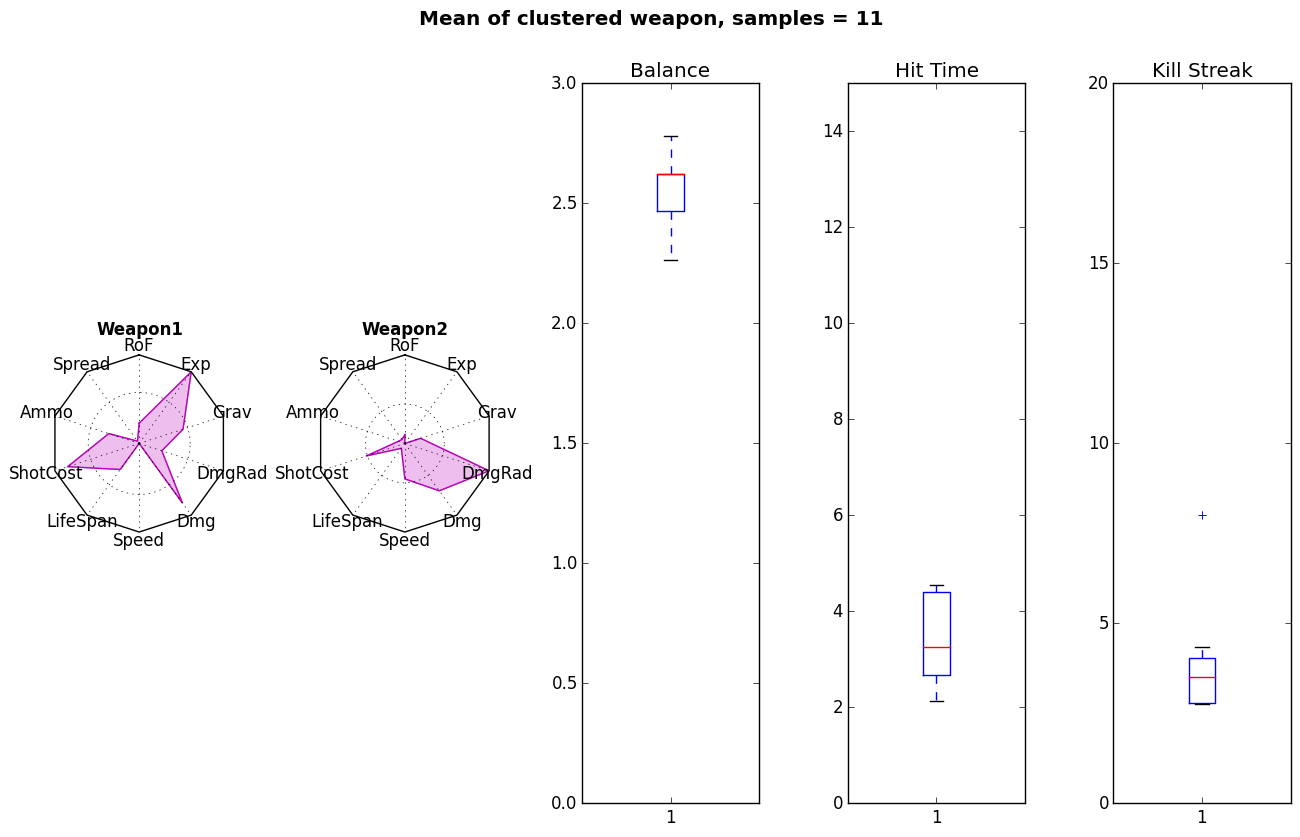 Mean of clustered weapon, samples = 11
Weapon1
RoF
Spread
Exp
Ammo
Grav
ShotCost
DmgRad
LifeSpan
Dmg
Speed
Weapon2
RoF
Spread
Exp
Ammo
Grav
ShotCost
DmgRad
LifeSpan
Dmg
Speed
Balance
3.0
2.5
2.0
1.5
1.0
0.5
0.0
1
Hit Time
14
12
10
8
6
4
2
0
1
Kill Streak
20
15
10
5
0
1